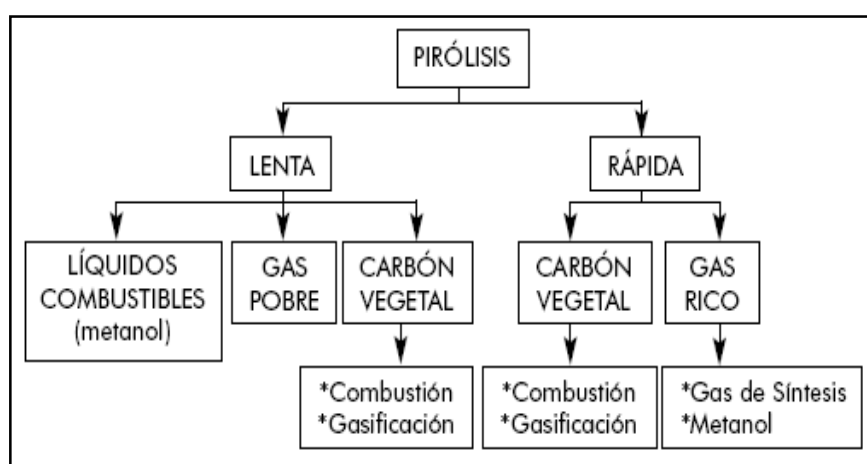 PIRÓLISIS
LENTA
RÁPIDA
LÍQUIDOS
COMBUSTIBLES
(metanol)
GAS
POBRE
CARBÓN
VEGETAL
CARBÓN
VEGETAL
GAS
RICO
*Combustión
*Gasificación
*Combustión
*Gasificación
*Gas de Síntesis
*Metanol